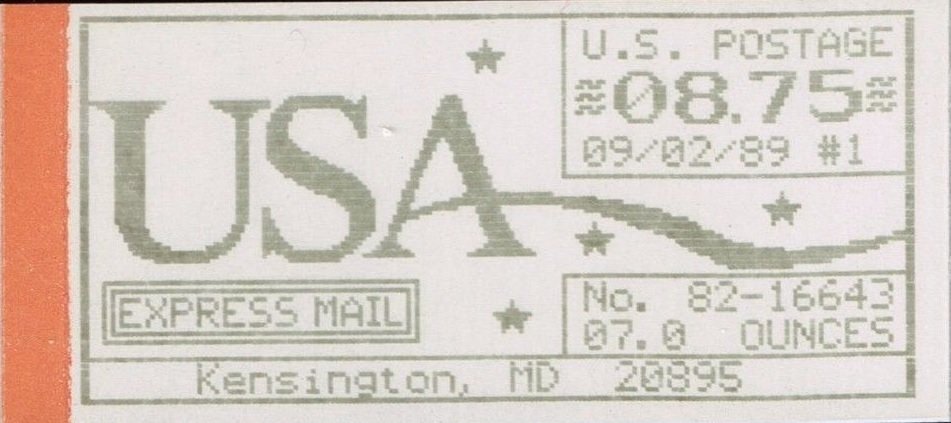 USA
U.S. POSTAGE
08.75
09/02/89 #1
EXPRESS MAIL
No. 82-16643
07.0 OUNCES
Kensington, MD 20895